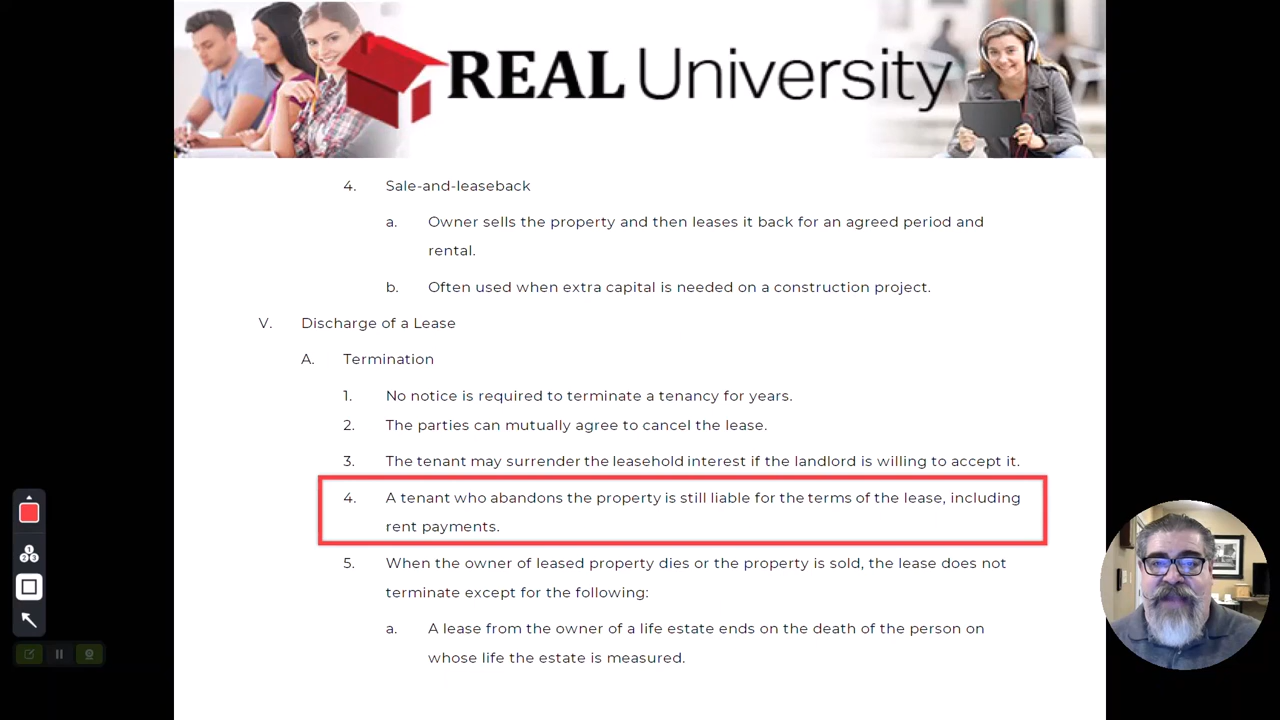 REAL University
4. Sale-and-leaseback
a. Owner sells the property and then leases it back for an agreed period and
rental.
b. Often used when extra capital is needed on a construction project.
V. Discharge of a Lease
A. Termination
1. No notice is required to terminate a tenancy for years.
2. The parties can mutually agree to cancel the lease.
3. The tenant may surrender the leasehold interest if the landlord is willing to accept it.
4. A tenant who abandons the property is still liable for the terms of the lease, including
rent payments.
5. When the owner of leased property dies or the property is sold, the lease does not
terminate except for the following:
a. A lease from the owner of a life estate ends on the death of the person on
whose life the estate is measured.